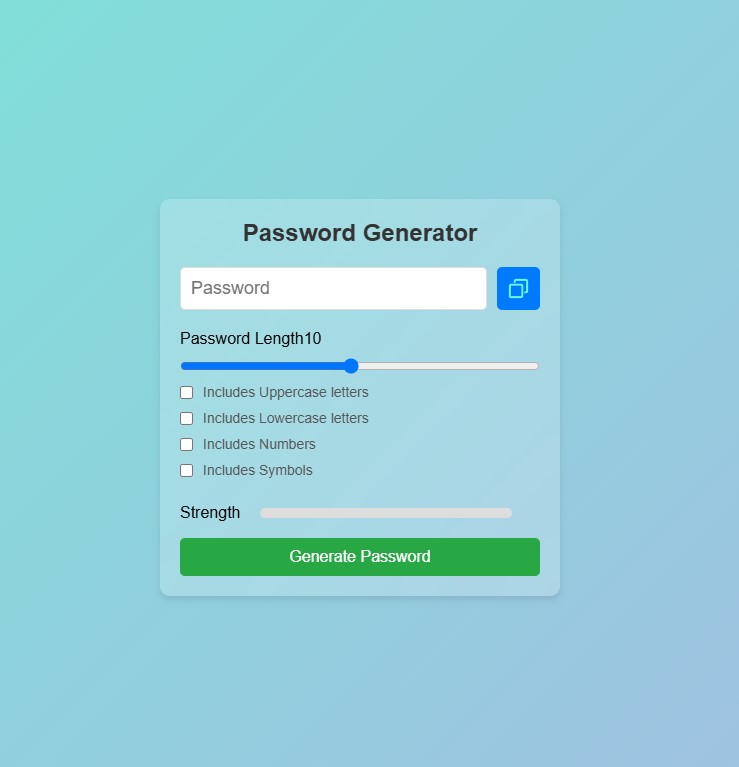 Password Generator
Password
Password Length10
Includes Uppercase letters
Includes Lowercase letters
Includes Numbers
Includes Symbols
Strength
Generate Password